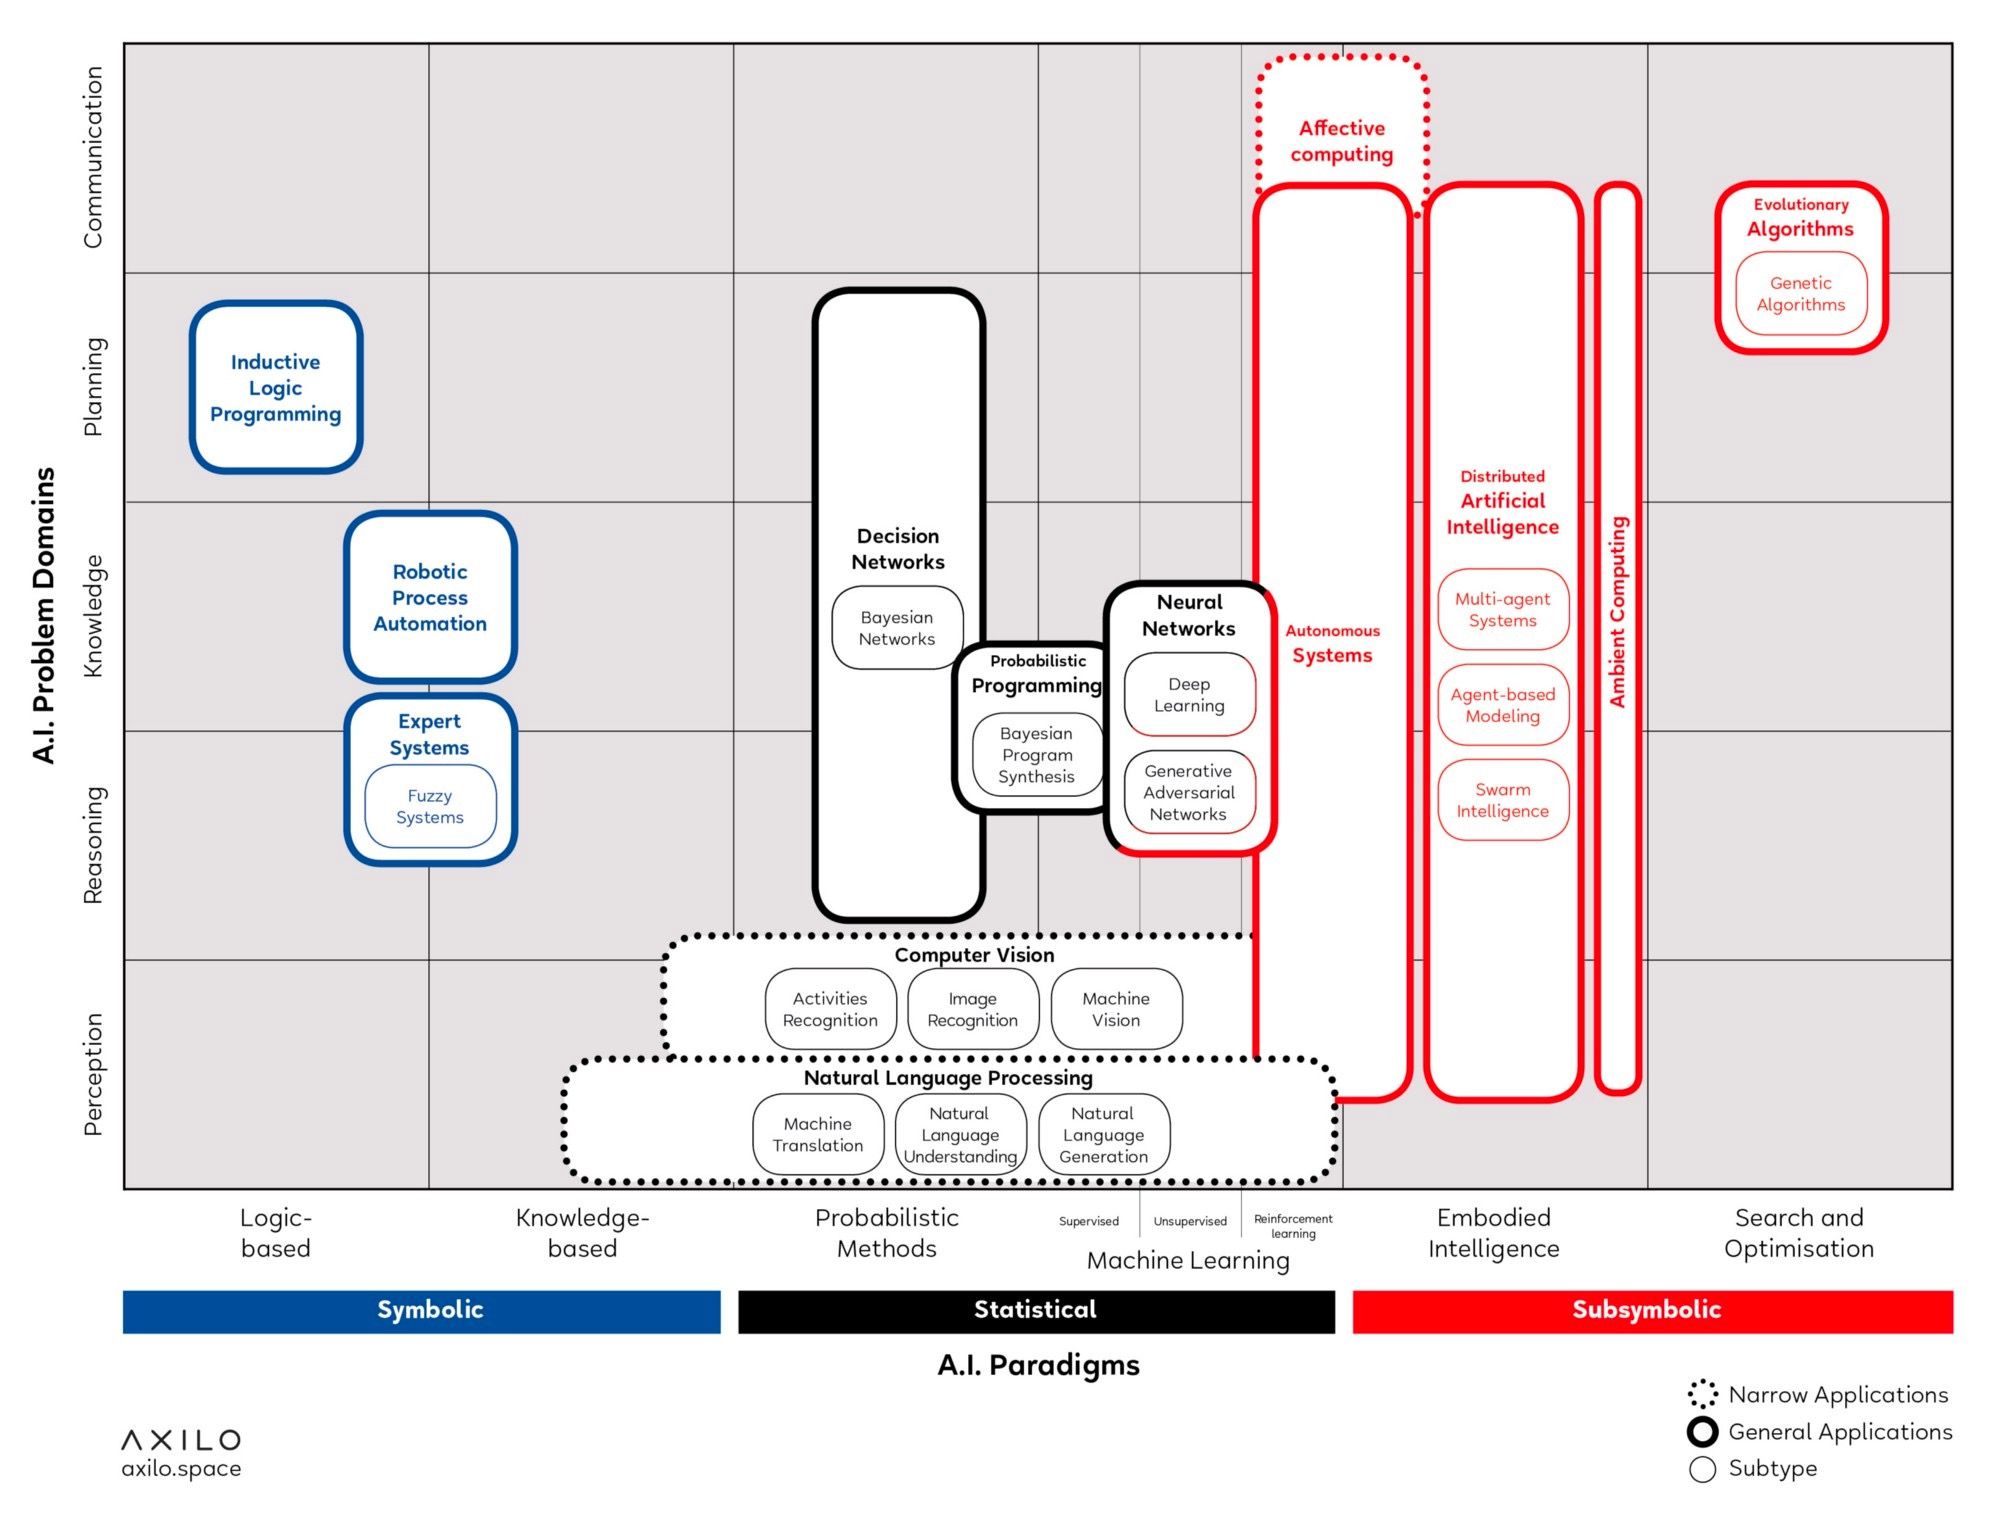 A.I. Problem Domains
Communication
Planning
Knowledge
Reasoning
Perception
Affective
computing
Evolutionary
Algorithms
Genetic
Algorithms
Inductive
Logic
Programming
Distributed
Artificial
Intelligence
Multi-agent
Systems
Agent-based
Modeling
Swarm
Intelligence
Ambient Computing
Decision
Networks
Bayesian
Networks
Robotic
Process
Automation
Neural
Networks
Deep
Learning
Generative
Adversarial
Networks
Autonomous
Systems
Probabilistic
Programming
Bayesian
Program
Synthesis
Expert
Systems
Fuzzy
Systems
Computer Vision
Activities
Recognition
Image
Recognition
Machine
Vision
Natural Language Processing
Machine
Translation
Natural
Language
Understanding
Natural
Language
Generation
Logic-
based
Knowledge-
based
Probabilistic
Methods
Supervised
Unsupervised
Reinforcement
learning
Machine Learning
Embodied
Intelligence
Search and
Optimisation
Symbolic
Statistical
Subsymbolic
A.I. Paradigms
Narrow Applications
General Applications
Subtype
AXILO
axilo.space